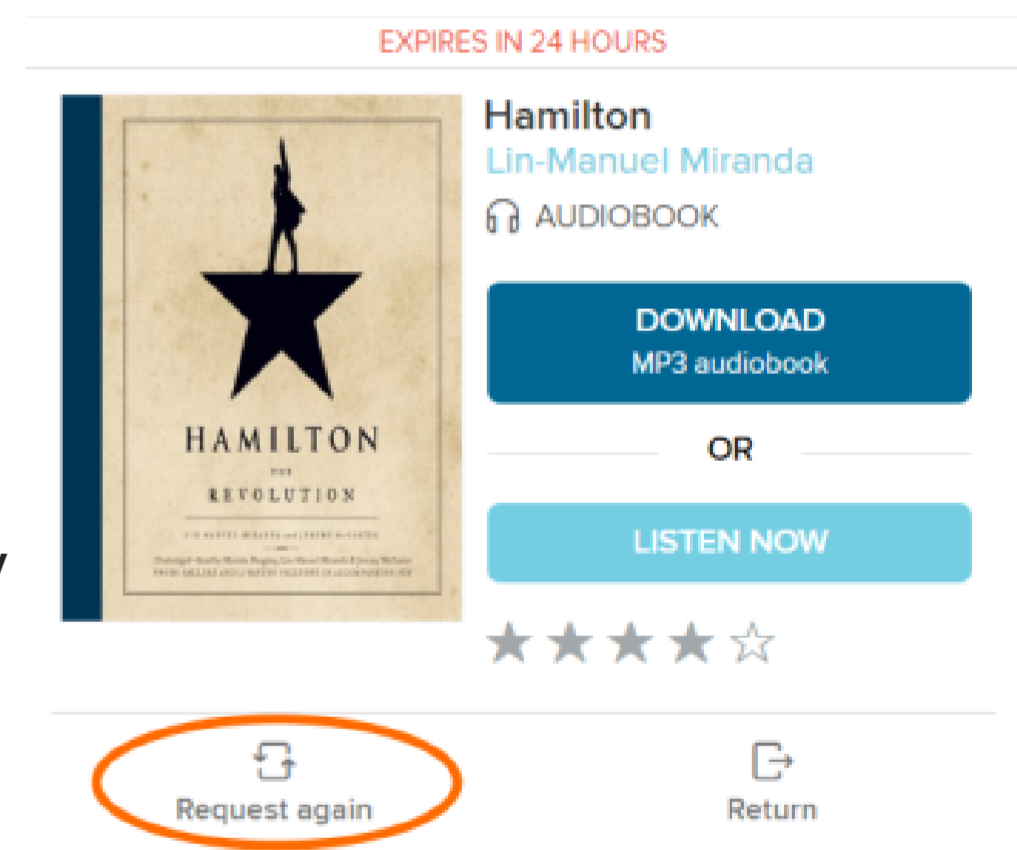 EXPIRES IN 24 HOURS
Hamilton
Lin-Manuel Miranda
AUDIOBOOK
DOWNLOAD
MP3 audiobook
OR
LISTEN NOW
HAMILTON
THE
REVOLUTION
Request again
Return